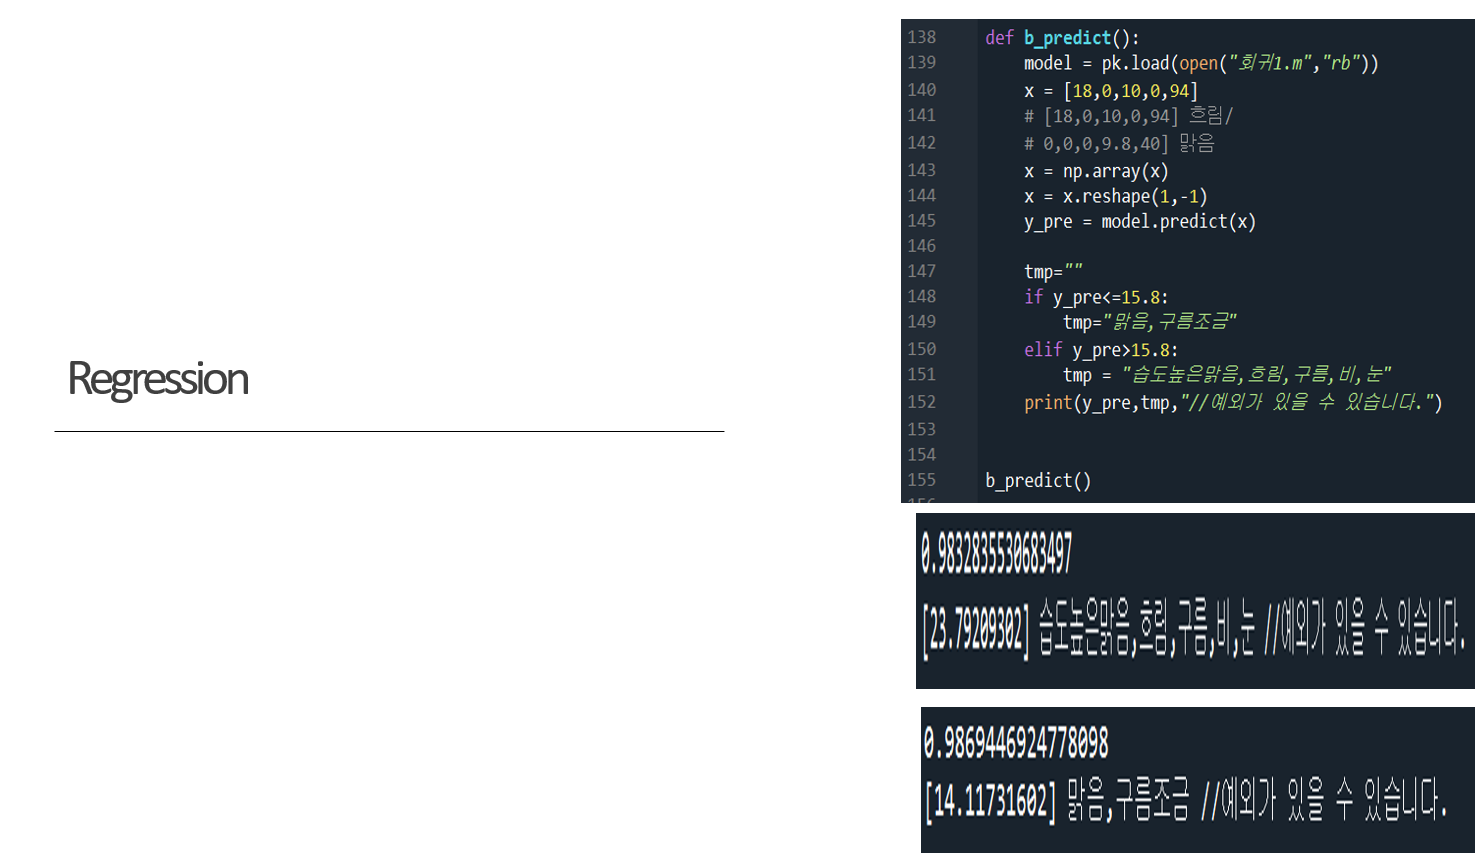 Regression
138 def b_predict():
139 model = pk.load(open("회귀1.m","rb"))
140 x = [18,0,10,0,94]
141 # [18,0,10,0,94] 흐림/
142 # 0,0,0,9.8,40] 맑음
143 x = np.array(x)
144 x = x.reshape(1,-1)
145 y_pre = model.predict(x)
146
147 tmp=""
148 if y_pre<=15.8:
149 tmp="맑음,구름조금"
150 elif y_pre>15.8:
151 tmp = "습도높은맑음,흐림,구름,비,눈"
152 print(y_pre,tmp,"//예외가 있을 수 있습니다.")
153
154
155 b_predict()
156
0.9832835530683497
[23.79209302] 습도높은맑음,흐림,구름,비,눈 //예외가 있을 수 있습니다.
0.9869446924778098
[14.11731602] 맑음,구름조금 //예외가 있을 수 있습니다.